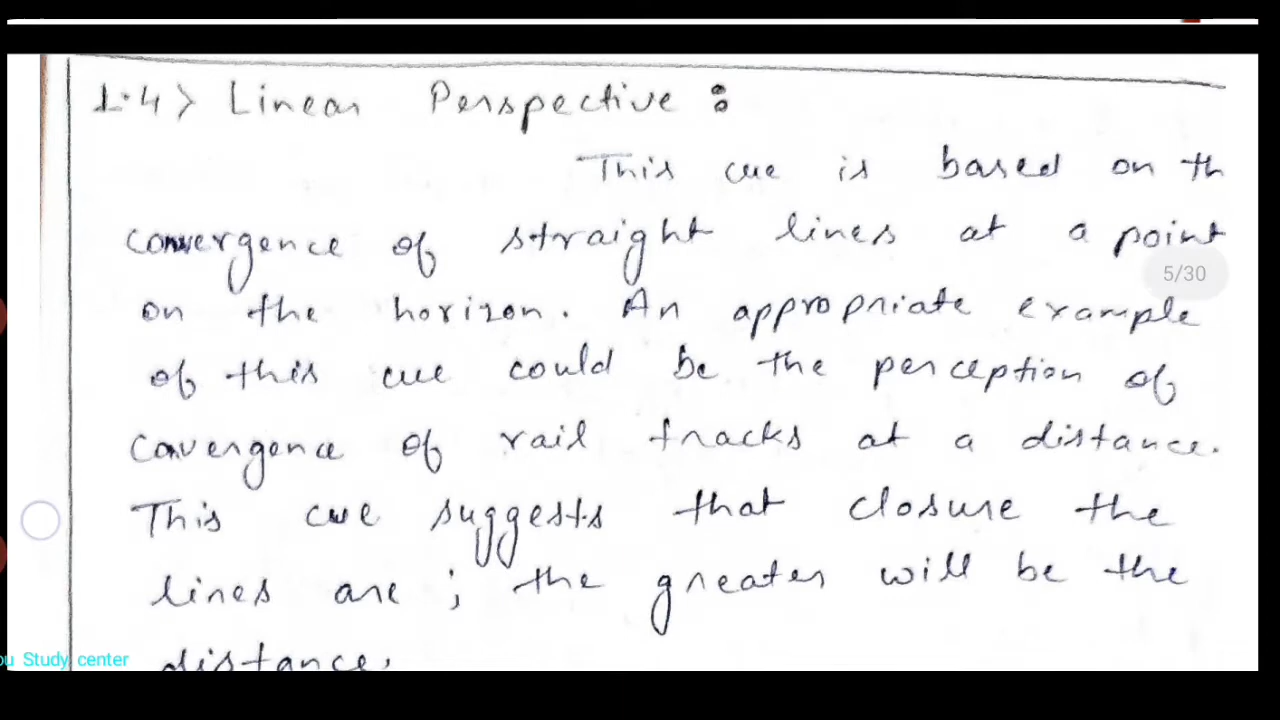 1.4> Linear Perspective :
This cue is based on th
convergence of straight lines at a point
5/30
on the horizon. An appropriate example
of this cue could be the perception of
convergence of rail tracks at a distance.
This cue suggests that closure the
lines are; the greater will be the
distance.
ou Study center